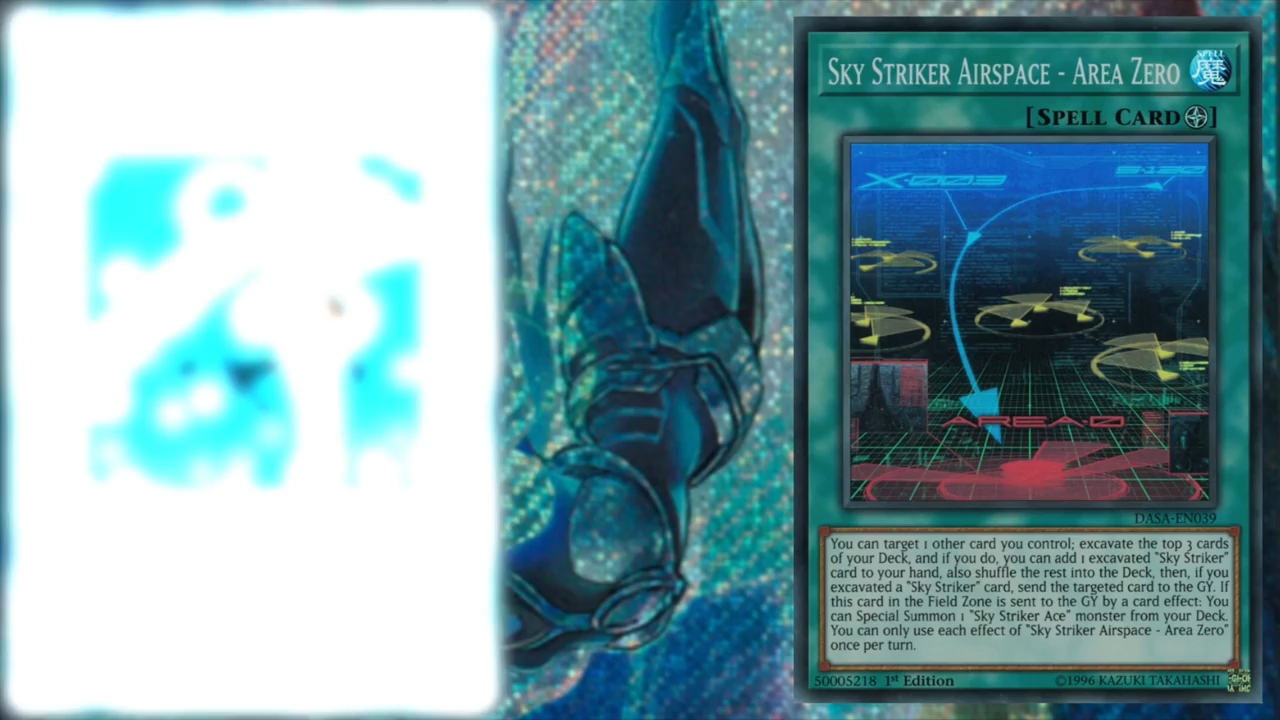 SKY STRIKER AIRSPACE - AREA ZERO
SPELL
魔
[SPELL CARD]
X-003
S-130
AREA-0
DASA-EN039
You can target 1 other card you control; excavate the top 3 cards
of your Deck, and if you do, you can add 1 excavated "Sky Striker"
card to your hand, also shuffle the rest into the Deck, then, if you
excavated a "Sky Striker" card, send the targeted card to the GY. If
this card in the Field Zone is sent to the GY by a card effect: You
can Special Summon 1 "Sky Striker Ace" monster from your Deck.
You can only use each effect of "Sky Striker Airspace - Area Zero"
once per turn.
50005218 1st Edition
©1996 KAZUKI TAKAHASHI